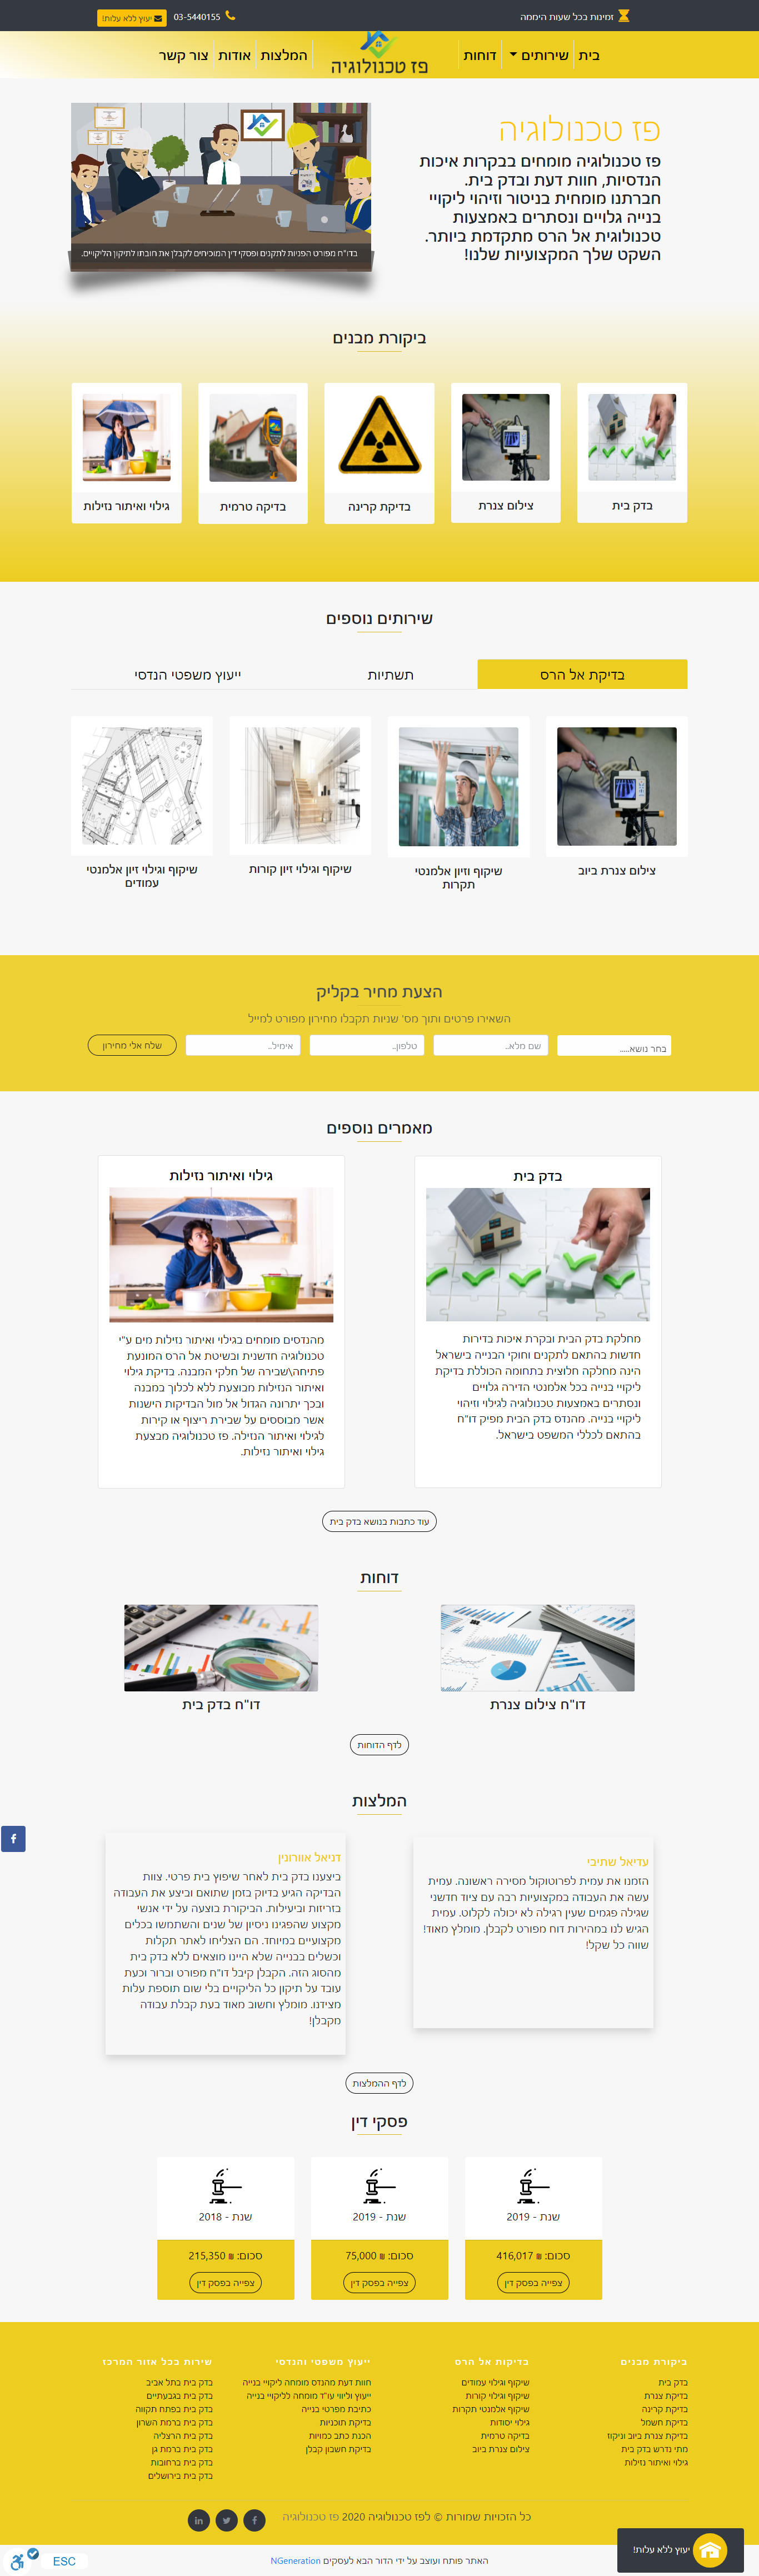 זמינות בכל שעות היממה
03-5440155
יעוץ ללא עלות!
בית
שירותים
דוחות
פז טכנולוגיה
המלצות
אודות
צור קשר
פז טכנולוגיה
פז טכנולוגיה מומחים בבקרות איכות
הנדסיות, חוות דעת ובדק בית.
חברתנו מומחית בניטור וזיהוי ליקויי
בנייה גלויים ונסתרים באמצעות
טכנולוגית אל הרס מתקדמת ביותר.
השקט שלך המקצועיות שלנו!
בדו"ח מפורט הפניות לתקנים ופסקי דין המוכיחים לקבלן את חובתו לתיקון הליקויים.
ביקורת מבנים
בדק בית
צילום צנרת
בדיקת קרינה
בדיקה טרמית
גילוי ואיתור נזילות
שירותים נוספים
בדיקת אל הרס
תשתיות
ייעוץ משפטי הנדסי
צילום צנרת ביוב
שיקוף וזיון אלמנטי
תקרות
שיקוף וגילוי זיון קורות
שיקוף וגילוי זיון אלמנטי
עמודים
הצעת מחיר בקליק
השאירו פרטים ותוך מס' שניות תקבלו מחירון מפורט למייל
בחר נושא.....
שם מלא..
טלפון..
אימיל..
שלח אלי מחירון
מאמרים נוספים
בדק בית
מחלקת בדק הבית ובקרת איכות בדירות
חדשות בהתאם לתקנים וחוקי הבנייה בישראל
הינה מחלקה חלוצית בתחומה הכוללת בדיקת
ליקויי בנייה בכל אלמנטי הדירה גלויים
ונסתרים באמצעות טכנולוגיה לגילוי וזיהוי
ליקויי בנייה. מהנדס בדק הבית מפיק דו"ח
בהתאם לכללי המשפט בישראל.
גילוי ואיתור נזילות
מהנדסים מומחים בגילוי ואיתור נזילות מים ע"י
טכנולוגיה חדשנית ובשיטת אל הרס המונעת
פתיחה\שבירה של חלקי המבנה. בדיקת גילוי
ואיתור הנזילות מבוצעת ללא לכלוך במבנה
ובכך יתרונה הגדול אל מול הבדיקות הישנות
אשר מבוססים על שבירת ריצוף או קירות
לגילוי ואיתור הנזילה. פז טכנולוגיה מבצעת
גילוי ואיתור נזילות.
עוד כתבות בנושא בדק בית
דוחות
דו"ח צילום צנרת
דו"ח בדק בית
לדף הדוחות
המלצות
עדיאל שתיבי
הזמנו את עמית לפרוטוקול מסירה ראשונה. עמית
עשה את העבודה במקצועיות רבה עם ציוד חדשני
שגילה פגמים שעין רגילה לא יכולה לקלוט. עמית
הגיש לנו במהירות דוח מפורט לקבלן. מומלץ מאוד!
שווה כל שקל!
דניאל אוורונין
ביצענו בדק בית לאחר שיפוץ בית פרטי. צוות
הבדיקה הגיע בדיוק בזמן שתואם וביצע את העבודה
בזריזות וביעילות. הביקורת בוצעה על ידי אנשי
מקצוע שהפגינו ניסיון של שנים והשתמשו בכלים
מקצועיים במיוחד. הם הצליחו לאתר תקלות
וכשלים בבנייה שלא היינו מוצאים ללא בדק בית
מהסוג הזה. הקבלן קיבל דו"ח מפורט וברור וכעת
עובד על תיקון כל הליקויים בלי שום תוספת עלות
מצידנו. מומלץ וחשוב מאוד בעת קבלת עבודה
מקבלן!
לדף ההמלצות
פסקי דין
שנת - 2019
סכום: ₪ 416,017
צפייה בפסק דין
שנת - 2019
סכום: ₪ 75,000
צפייה בפסק דין
שנת - 2018
סכום: ₪ 215,350
צפייה בפסק דין
ביקורת מבנים
בדק בית
בדיקת צנרת
בדיקת קרינה
בדיקת חשמל
בדיקת צנרת ביוב וניקוז
מתי נדרש בדק בית
גילוי ואיתור נזילות
בדיקות אל הרס
שיקוף וגילוי עמודים
שיקוף וגילוי קורות
שיקוף אלמנטי תקרות
גילוי יסודות
בדיקה טרמית
צילום צנרת ביוב
ייעוץ משפטי והנדסי
חוות דעת מהנדס מומחה ליקויי בנייה
ייעוץ וליווי עו"ד מומחה לליקויי בנייה
כתיבת מפרטי בנייה
בדיקת תוכניות
הכנת כתב כמויות
בדיקת חשבון קבלן
שירות בכל אזור המרכז
בדק בית בתל אביב
בדק בית בגבעתיים
בדק בית בפתח תקווה
בדק בית ברמת השרון
בדק בית הרצליה
בדק בית ברמת גן
בדק בית ברחובות
בדק בית בירושלים
כל הזכויות שמורות © לפז טכנולוגיה 2020 פז טכנולוגיה
יעוץ ללא עלות!
האתר פותח ועוצב על ידי הדור הבא לעסקים NGeneration
ESC